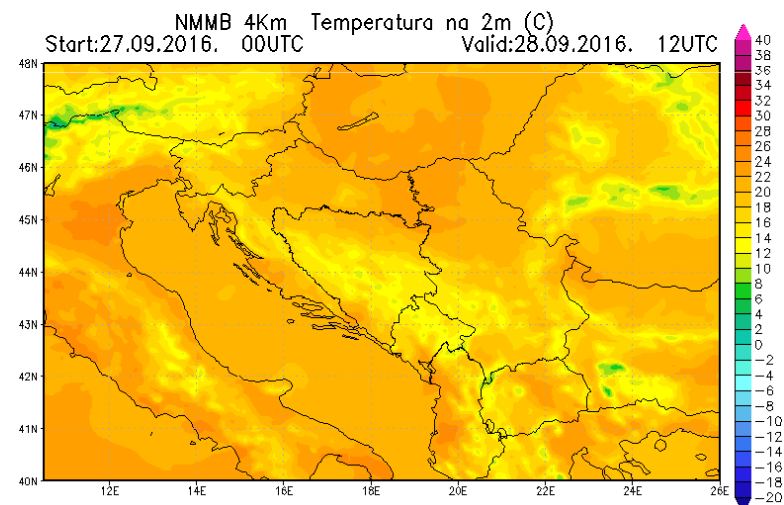 NMMB 4Km Temperatura na 2m (C)
Start:27.09.2016. 00UTC Valid:28.09.2016. 12UTC
48N
47N
46N
45N
44N
43N
42N
41N
40N
12E 14E 16E 18E 20E 22E 24E 26E
40
38
36
34
32
30
28
26
24
22
20
18
16
14
12
10
8
6
4
2
0
−2
−4
−6
−8
−10
−12
−14
−16
−18
−20